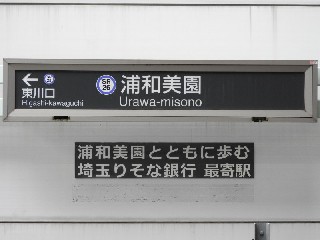 ← 25 東川口
Higashi-kawaguchi
SR 26 浦和美園
Urawa-misono
浦和美園とともに歩む
埼玉りそな銀行 最寄駅